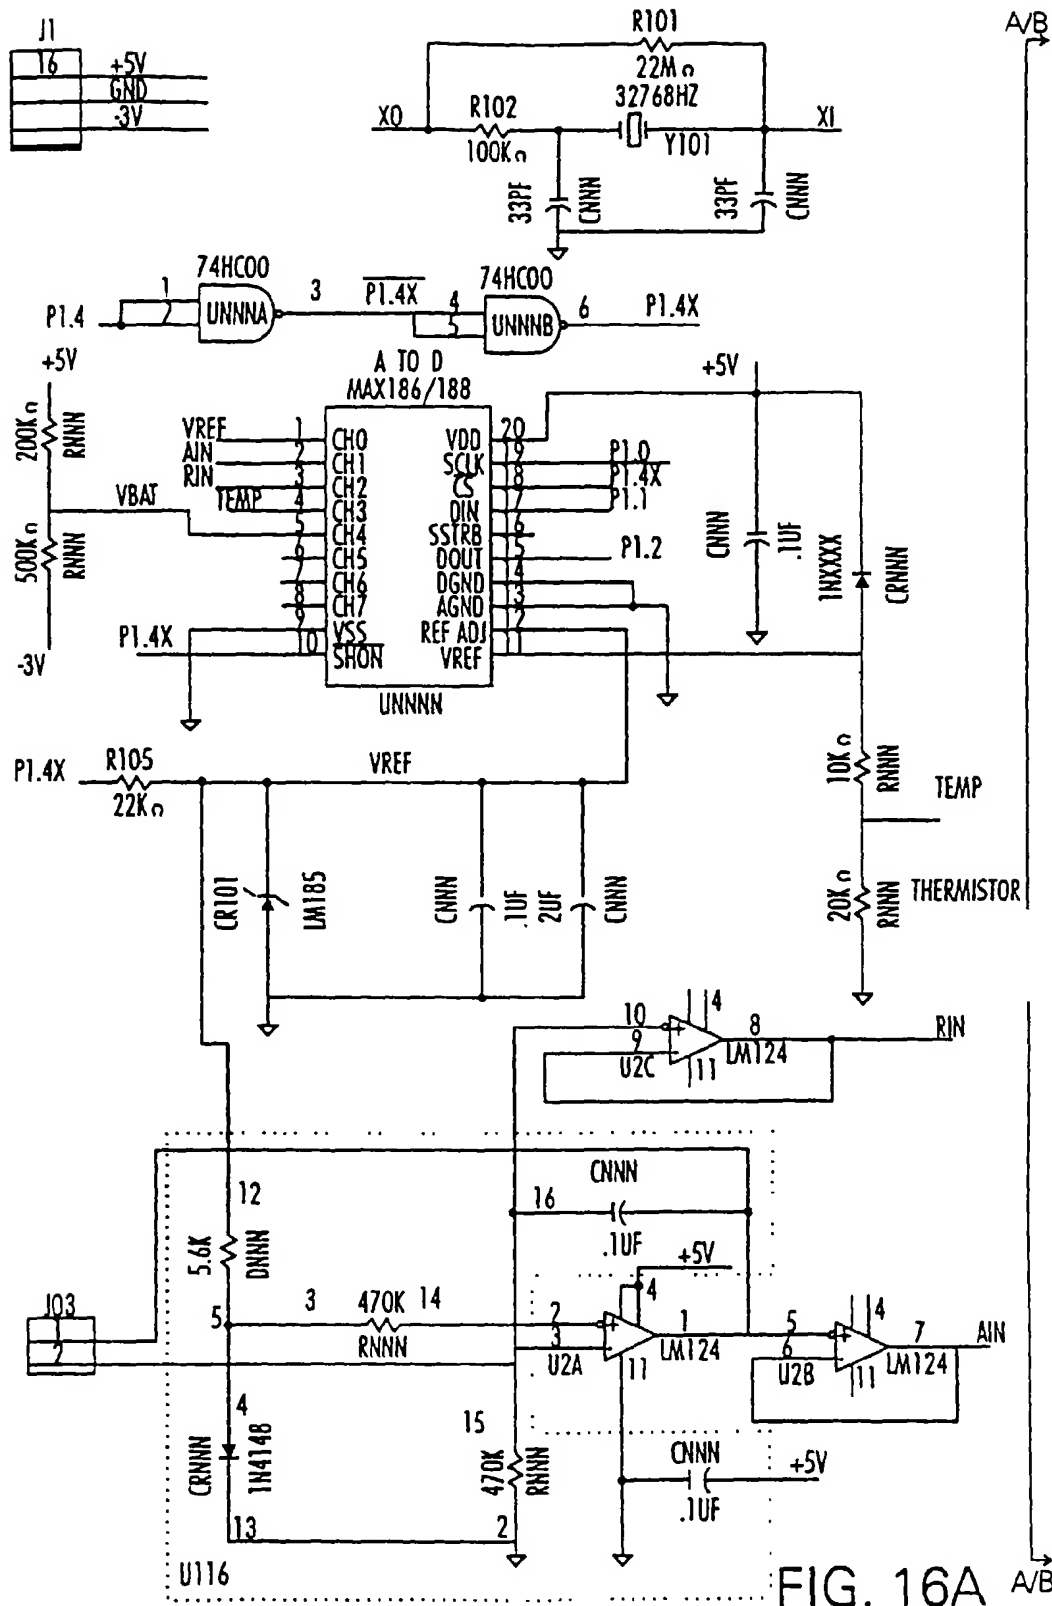 J1
16
+5V
GND
-3V
R101
22MΩ
32768HZ
XO
R102
100KΩ
Y101
XI
33PF
CNNN
33PF
CNNN
A/B
74HC00
1
2
UNNNA
3
P1.4X
74HC00
4
5
UNNNB
6
P1.4X
P1.4
+5V
200KΩ
RNNN
VBAT
500KΩ
RNNN
-3V
A TO D
MAX186/188
VREF 1 CH0 VDD 20
AIN 2 CH1 SCLK 19 P1.0
RIN 3 CH2 CS 18 P1.4X
TEMP 4 CH3 DIN 17 P1.1
5 CH4 SSTRB 16
6 CH5 DOUT 15 P1.2
7 CH6 DGND 14
8 CH7 AGND 13
9 VSS REF ADJ 12
P1.4X 10 SHON VREF 11
UNNNN
+5V
CNNN
.1UF
1NXXX
CRNNN
P1.4X
R105
22KΩ
VREF
CR101
LM185
CNNN
.1UF
2UF
CNNN
10KΩ
RNNN
TEMP
20KΩ
RNNN
THERMISTOR
10
9
U2C
4
11
8
LM124
RIN
12
5.6K
DNNN
16
CNNN
.1UF
+5V
J03
1
2
5
3
470K
14
RNNN
2
3
U2A
4
11
1
LM124
5
6
U2B
4
11
7
LM124
AIN
4
CRNNN
1N4148
15
470K
RNNN
CNNN
.1UF
+5V
13
2
U116
FIG. 16A
A/B